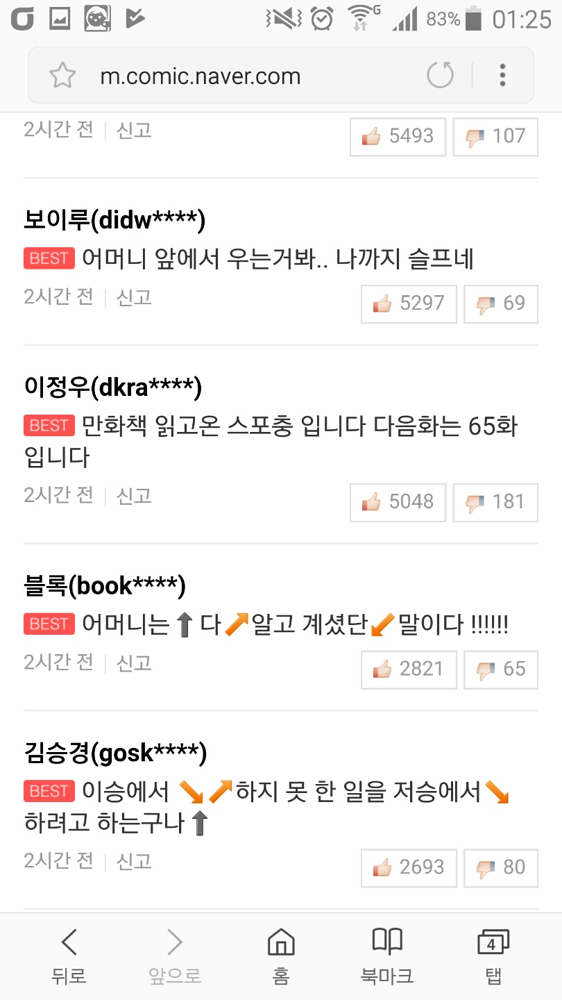 83% 01:25
m.comic.naver.com
2시간 전 신고 5493 107
보이루(didw****)
BEST 어머니 앞에서 우는거봐.. 나까지 슬프네
2시간 전 신고 5297 69
이정우(dkra****)
BEST 만화책 읽고온 스포충 입니다 다음화는 65화
입니다
2시간 전 신고 5048 181
블록(book****)
BEST 어머니는⬆다↗알고 계셨단↙말이다 !!!!!!
2시간 전 신고 2821 65
김승경(gosk****)
BEST 이승에서 ↘↗하지 못 한 일을 저승에서↘
하려고 하는구나⬆
2시간 전 신고 2693 80
4
뒤로 앞으로 홈 북마크 탭